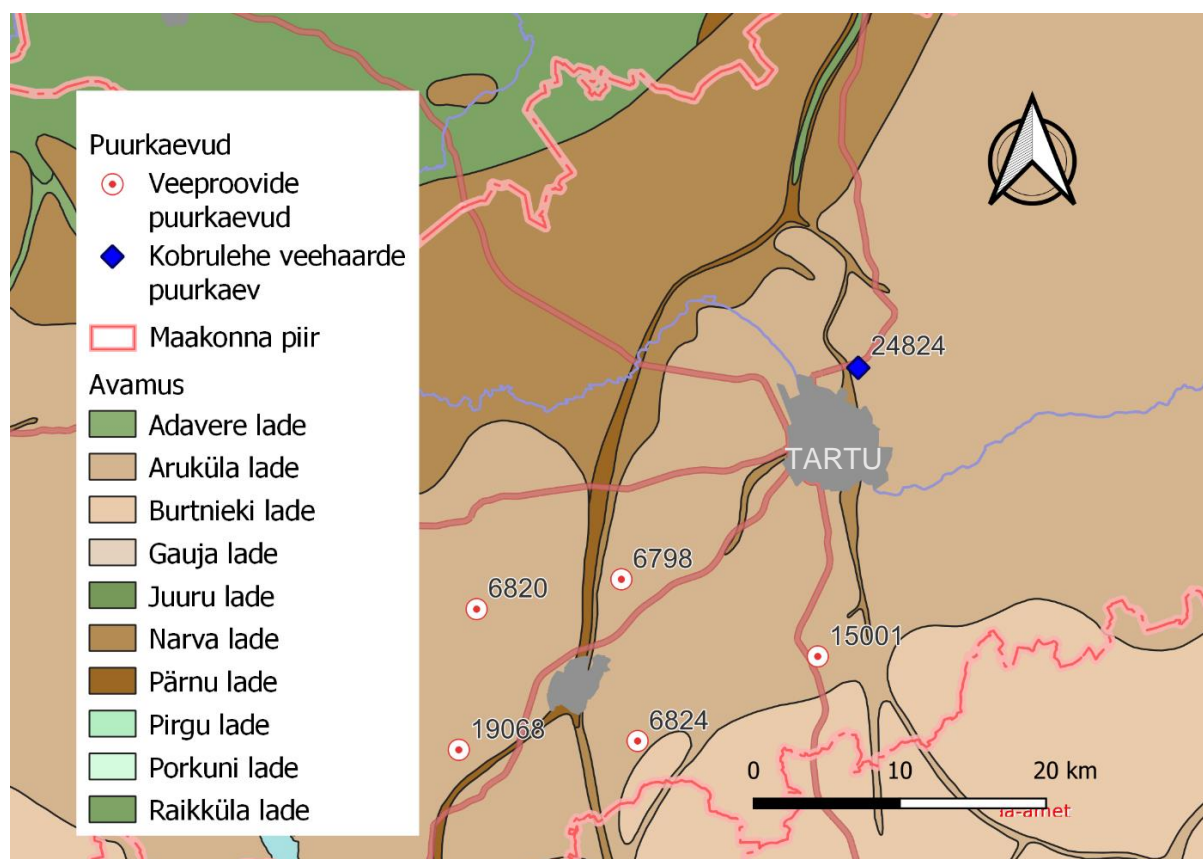 Puurkaevud
Veeproovide
puurkaevud
Kobrulehe veehaarde
puurkaev
Maakonna piir
Avamus
Adavere lade
Aruküla lade
Burtnieki lade
Gauja lade
Juuru lade
Narva lade
Pärnu lade
Pirgu lade
Porkuni lade
Raikküla lade
24824
TARTU
6798
6820
15001
6824
19068
0 10 20 km